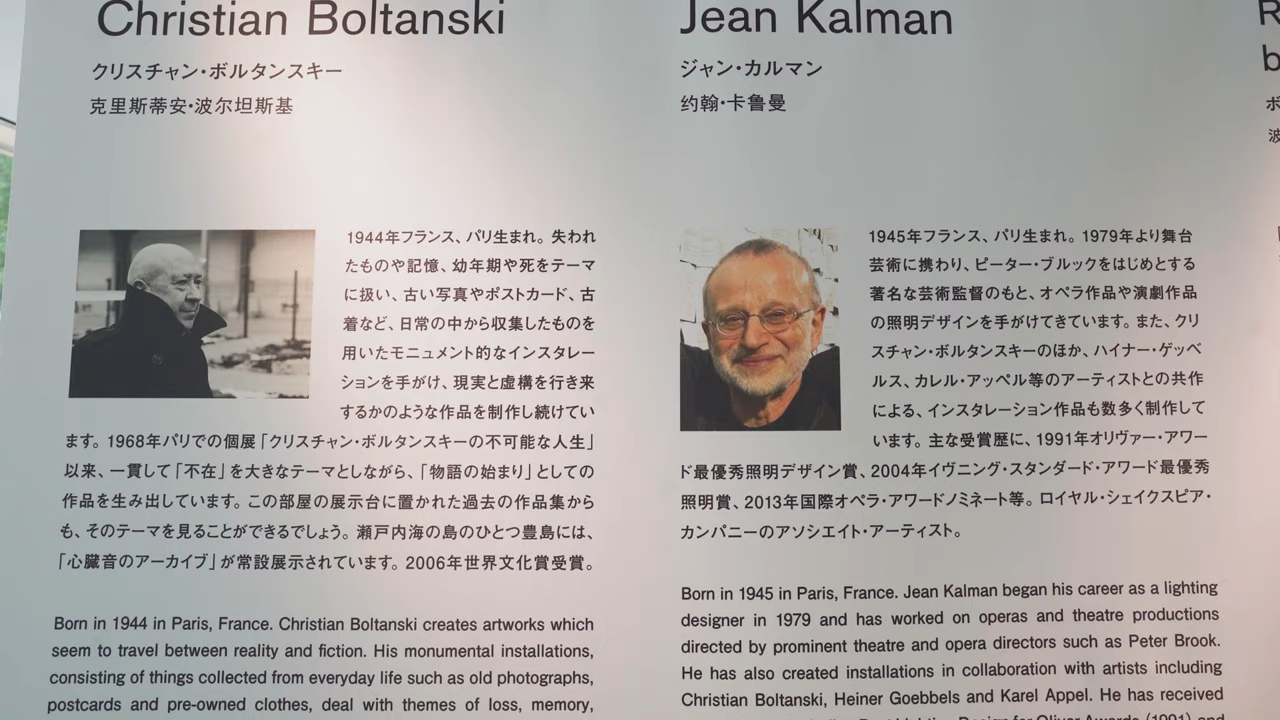 Christian Boltanski
クリスチャン・ボルタンスキー
克里斯蒂安・波尔坦斯基
1944年フランス、パリ生まれ。失われ
たものや記憶、幼年期や死をテーマ
に扱い、古い写真やポストカード、古
着など、日常の中から収集したものを
用いたモニュメント的なインスタレー
ションを手がけ、現実と虚構を行き来
するかのような作品を制作し続けてい
ます。1968年パリでの個展「クリスチャン・ボルタンスキーの不可能な人生」
以来、一貫して「不在」を大きなテーマとしながら、「物語の始まり」としての
作品を生み出しています。この部屋の展示台に置かれた過去の作品集から
も、そのテーマを見ることができるでしょう。瀬戸内海の島のひとつ豊島には、
「心臓音のアーカイブ」が常設展示されています。2006年世界文化賞受賞。
Born in 1944 in Paris, France. Christian Boltanski creates artworks which
seem to travel between reality and fiction. His monumental installations,
consisting of things collected from everyday life such as old photographs,
postcards and pre-owned clothes, deal with themes of loss, memory,
Jean Kalman
ジャン・カルマン
约翰・卡鲁曼
1945年フランス、パリ生まれ。1979年より舞台
芸術に携わり、ピーター・ブルックをはじめとする
著名な芸術監督のもと、オペラ作品や演劇作品
の照明デザインを手がけてきています。また、クリ
スチャン・ボルタンスキーのほか、ハイナー・ゲッベ
ルス、カレル・アッペル等のアーティストとの共作
による、インスタレーション作品も数多く制作して
います。主な受賞歴に、1991年オリヴァー・アワー
ド最優秀照明デザイン賞、2004年イヴニング・スタンダード・アワード最優秀
照明賞、2013年国際オペラ・アワードノミネート等。ロイヤル・シェイクスピア・
カンパニーのアソシエイト・アーティスト。
Born in 1945 in Paris, France. Jean Kalman began his career as a lighting
designer in 1979 and has worked on operas and theatre productions
directed by prominent theatre and opera directors such as Peter Brook.
He has also created installations in collaboration with artists including
Christian Boltanski, Heiner Goebbels and Karel Appel. He has received
Best Lighting Design for Oliver Awards (1991) and
R
b
ボ
波